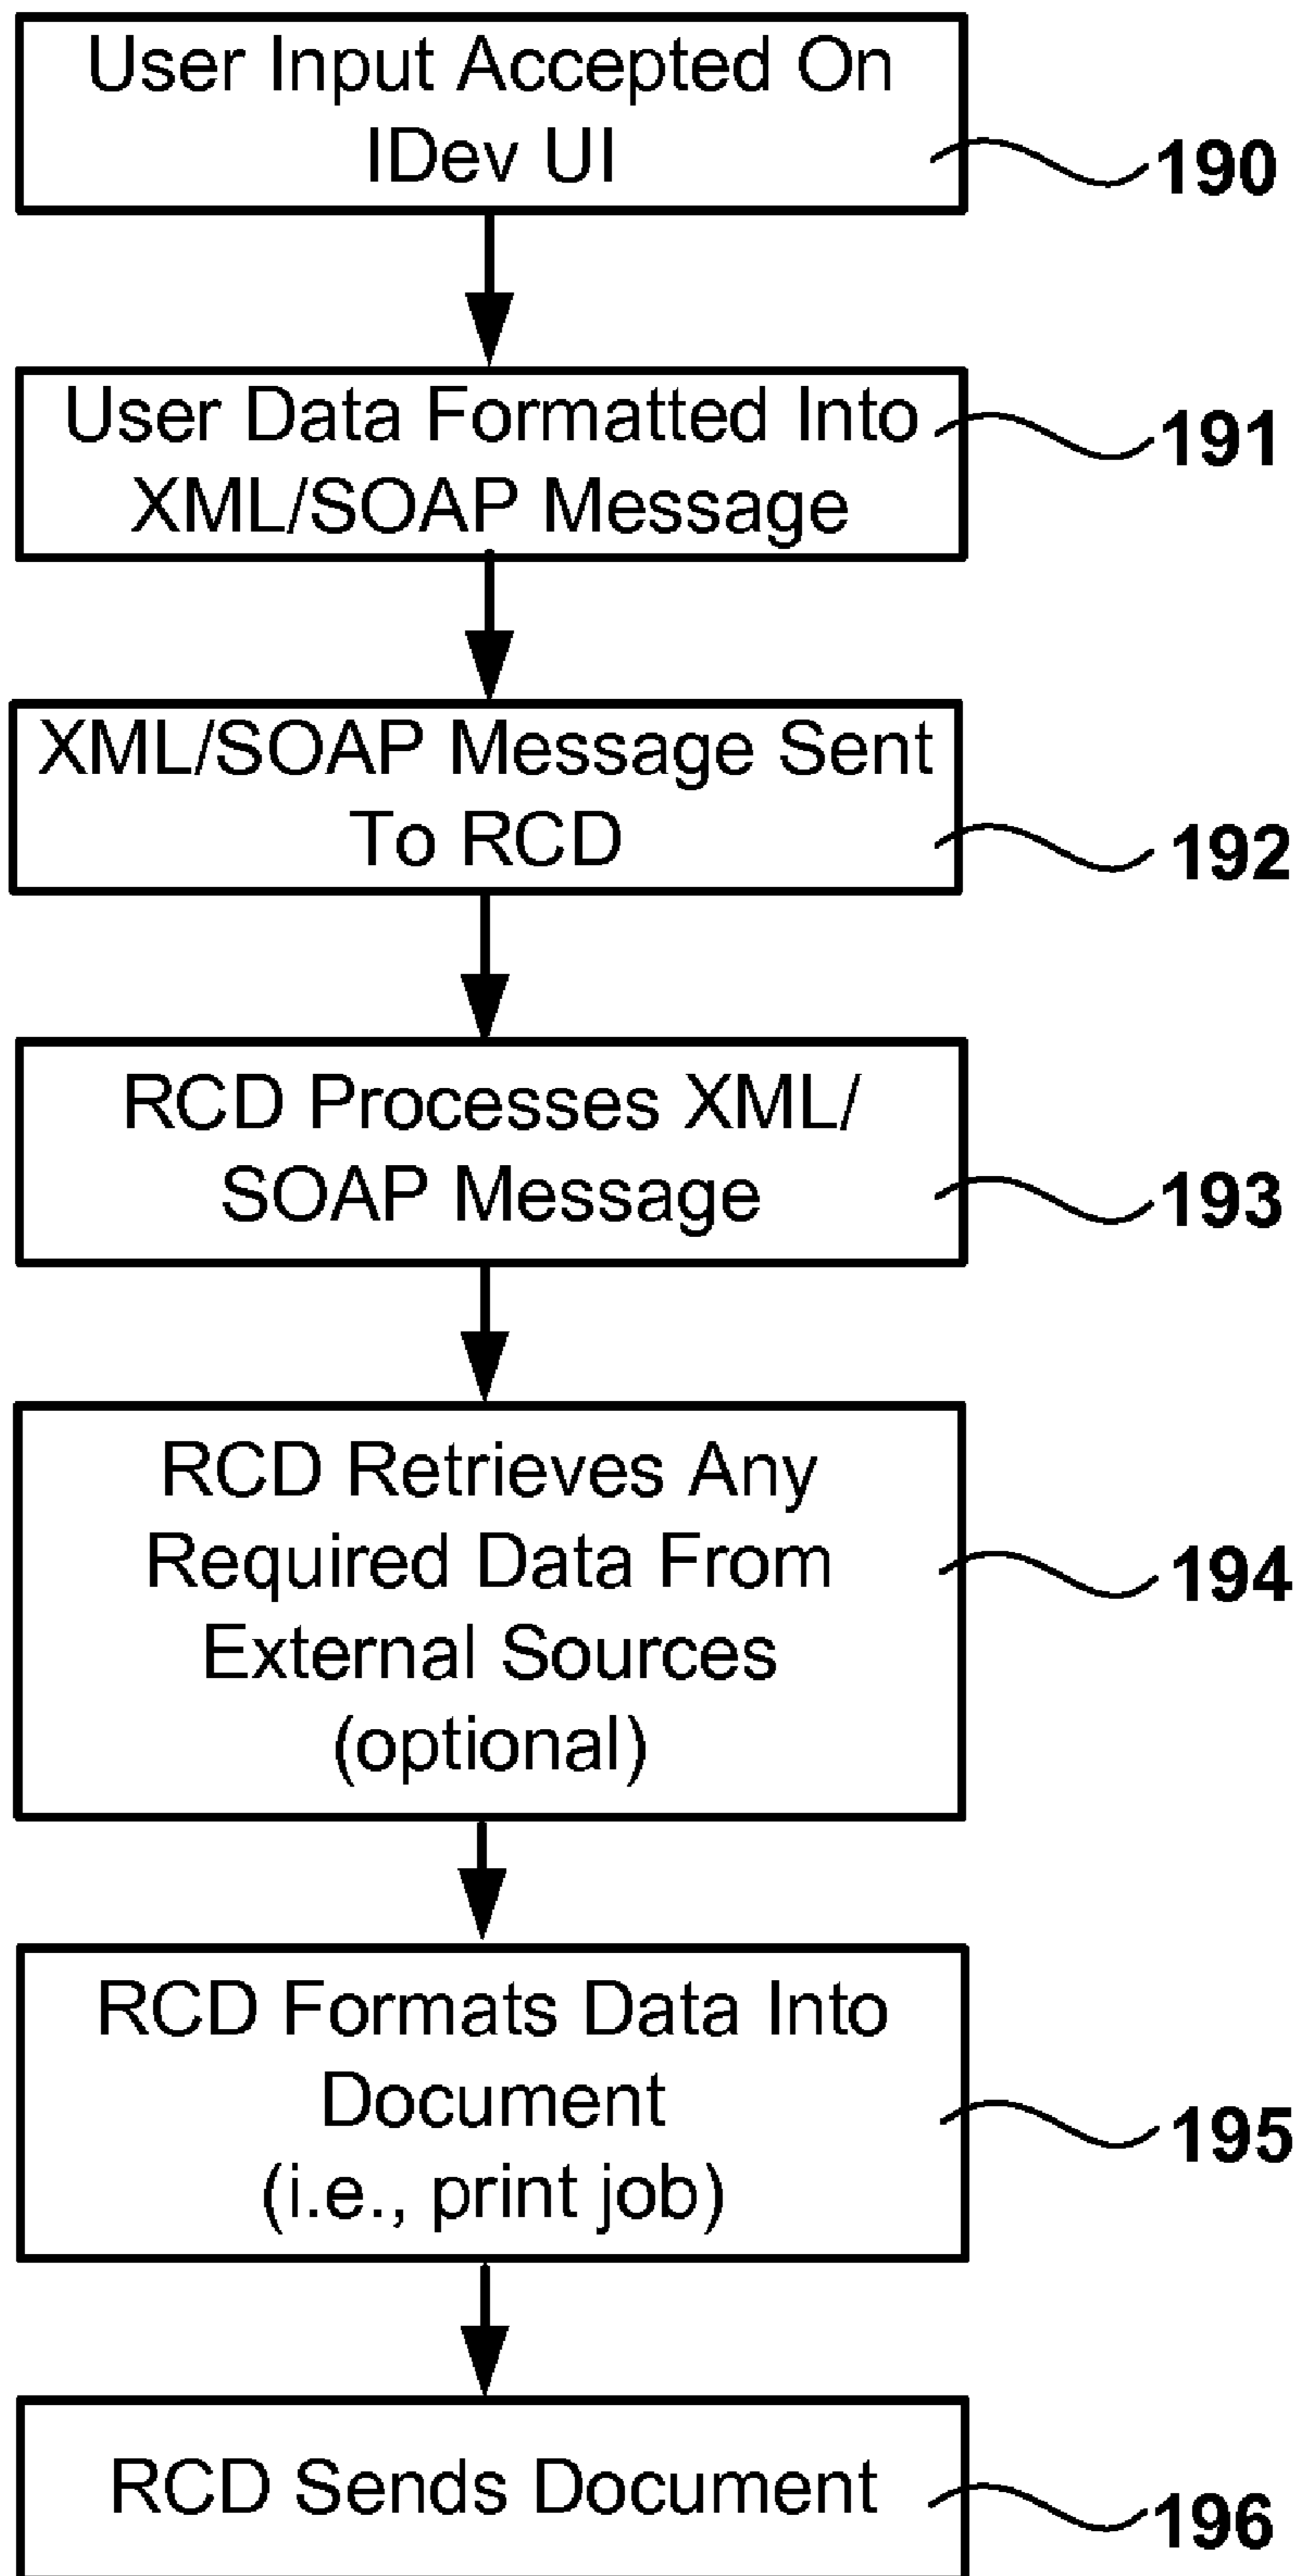 User Input Accepted On
IDev UI
190
User Data Formatted Into
XML/SOAP Message
191
XML/SOAP Message Sent
To RCD
192
RCD Processes XML/
SOAP Message
193
RCD Retrieves Any
Required Data From
External Sources
(optional)
194
RCD Formats Data Into
Document
(i.e., print job)
195
RCD Sends Document
196